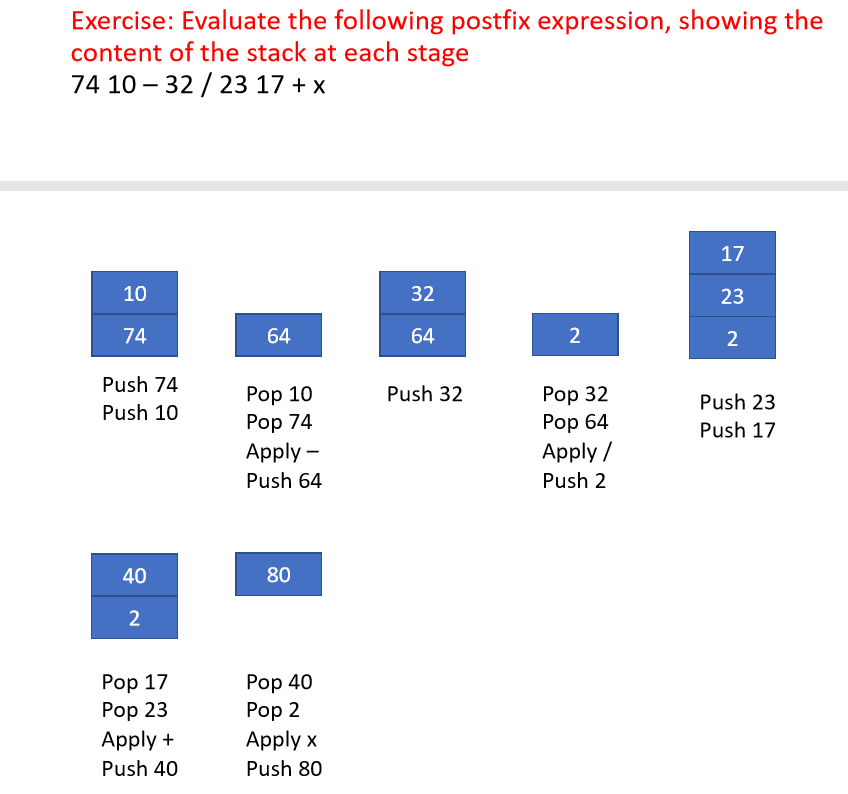 Exercise: Evaluate the following postfix expression, showing the
content of the stack at each stage
74 10 – 32 / 23 17 + x
10
74
Push 74
Push 10
64
Pop 10
Pop 74
Apply –
Push 64
32
64
Push 32
2
Pop 32
Pop 64
Apply /
Push 2
17
23
2
Push 23
Push 17
40
2
Pop 17
Pop 23
Apply +
Push 40
80
Pop 40
Pop 2
Apply x
Push 80